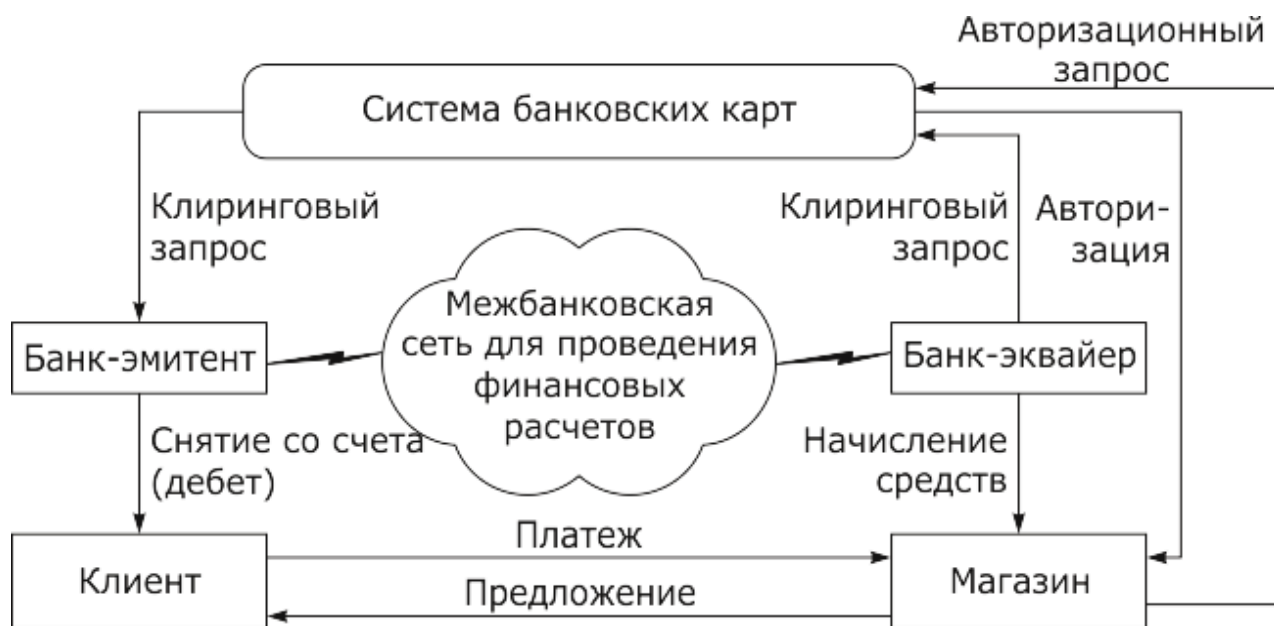 Авторизационный
запрос
Система банковских карт
Клиринговый
запрос
Клиринговый
запрос
Автори-
зация
Межбанковская
сеть для проведения
финансовых
расчетов
Банк-эмитент
Банк-эквайер
Снятие со счета
(дебет)
Начисление
средств
Платеж
Клиент
Магазин
Предложение